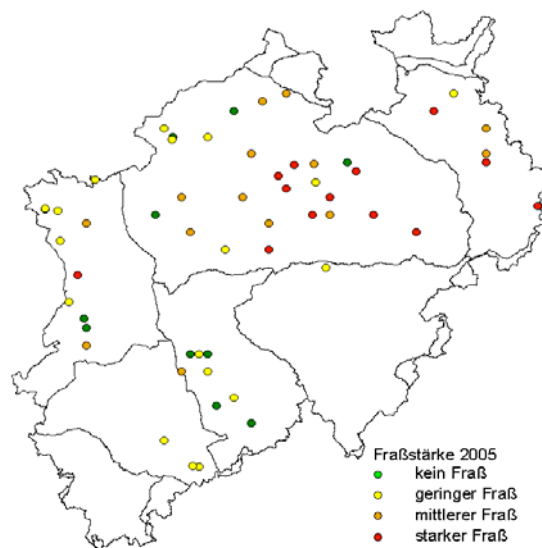 Fraßstärke 2005
kein Fraß
geringer Fraß
mittlerer Fraß
starker Fraß